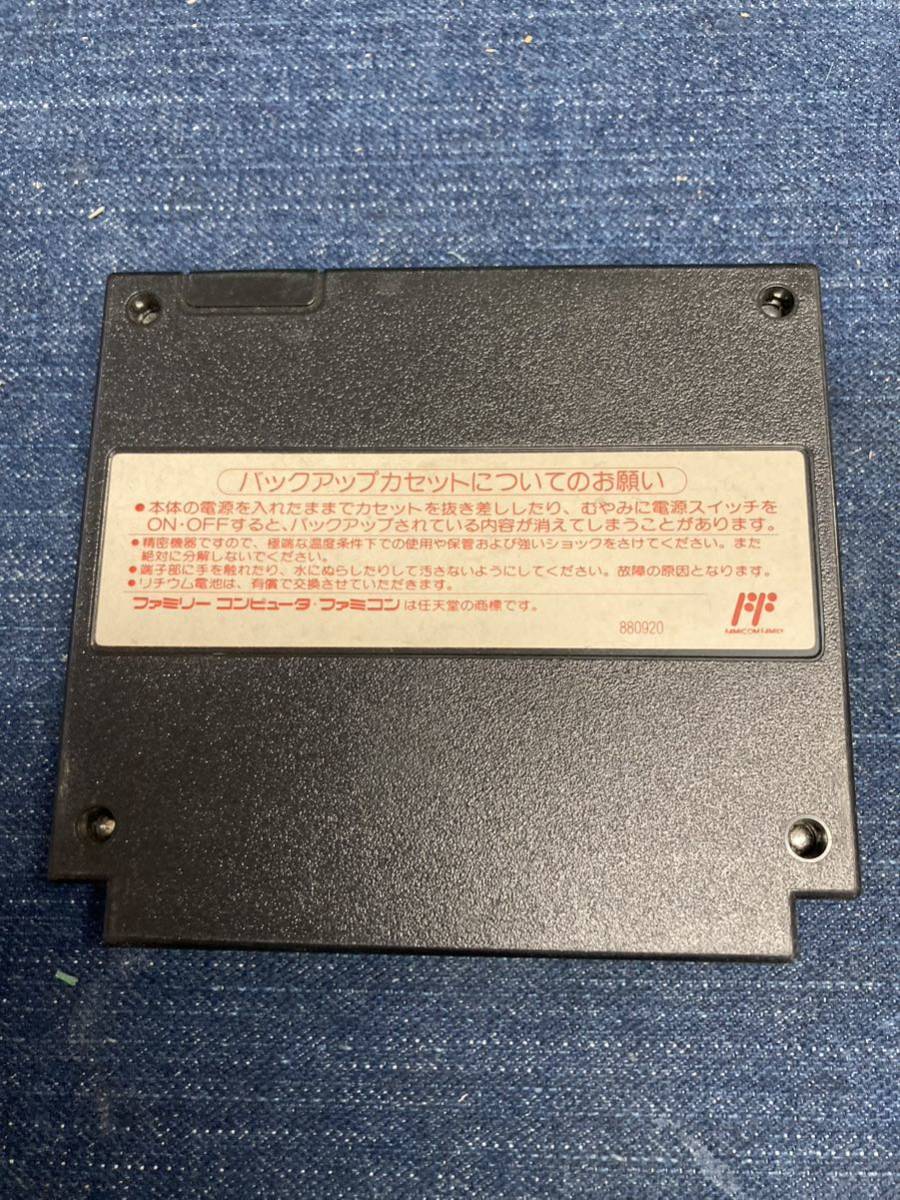 バックアップカセットについてのお願い
●本体の電源を入れたままでカセットを抜き差ししたり、むやみに電源スイッチを
ON・OFFすると、バックアップされている内容が消えてしまうことがあります。
●精密機器ですので、極端な温度条件下での使用や保管および強いショックをさけてください。また
絶対に分解しないでください。
●端子部に手を触れたり、水にぬらしたりして汚さないようにしてください。故障の原因となります。
●リチウム電池は、有償で交換させていただきます。
ファミリーコンピュータ・ファミコンは任天堂の商標です。
FAMICOM FAMILY
880920